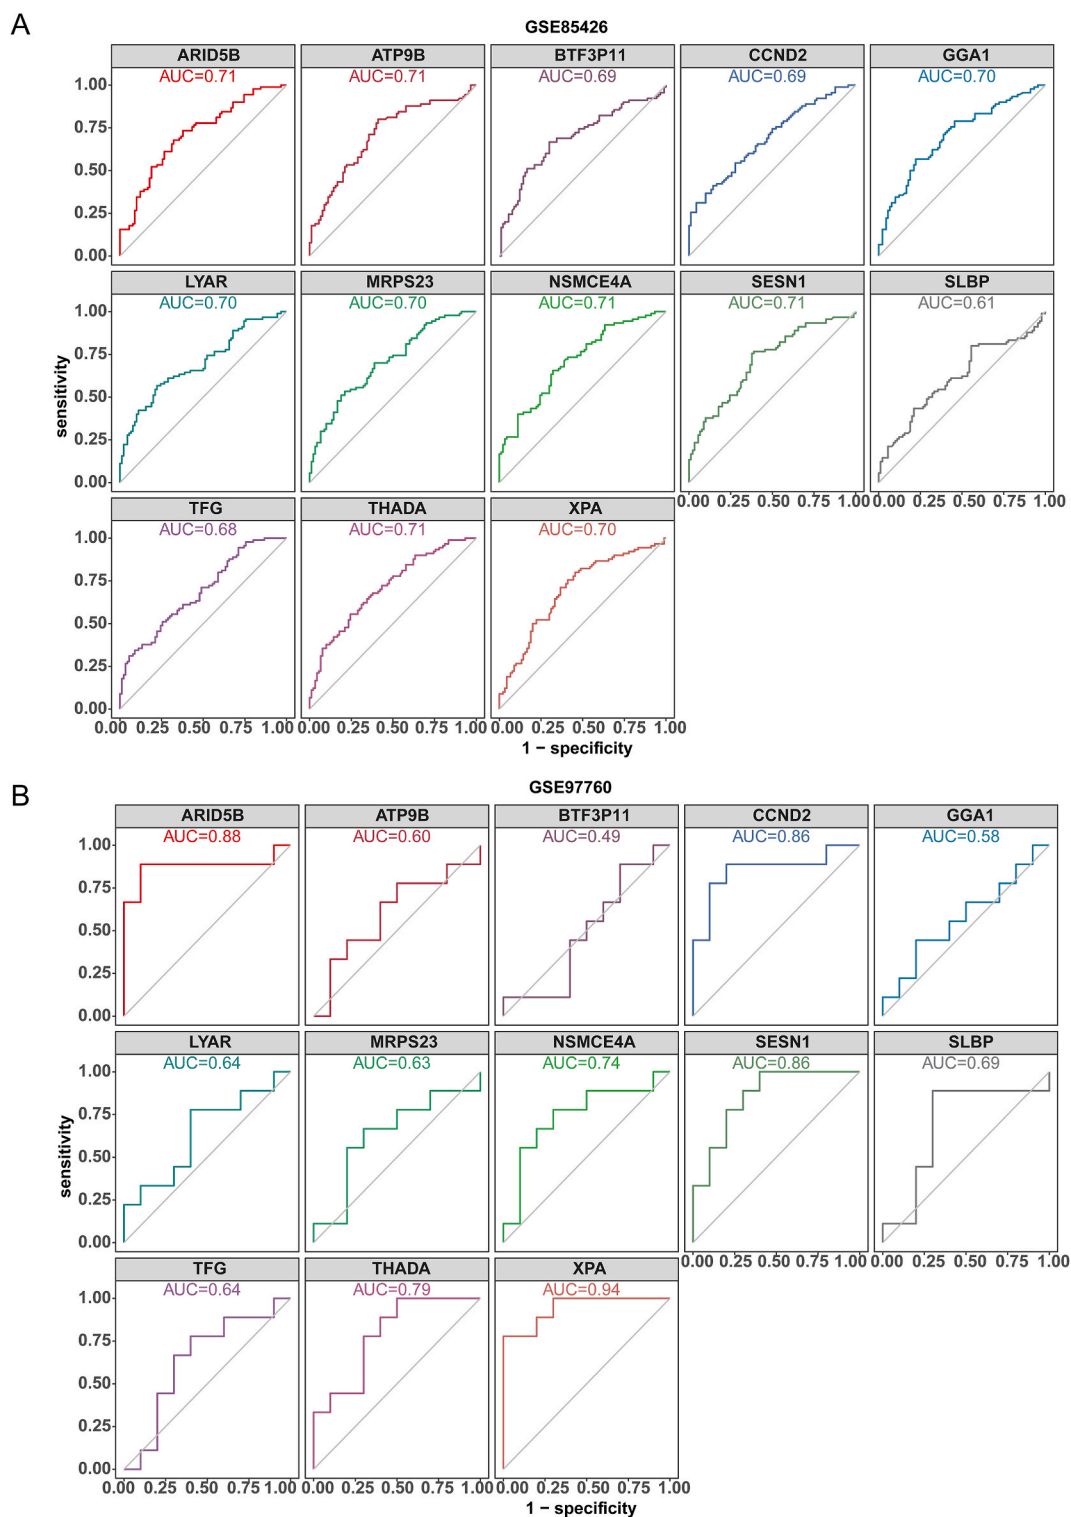 A
GSE85426
ARID5B ATP9B BTF3P11 CCND2 GGA1
AUC=0.71 AUC=0.71 AUC=0.69 AUC=0.69 AUC=0.70
1.00
0.75
0.50
0.25
0.00
LYAR MRPS23 NSMCE4A SESN1 SLBP
AUC=0.70 AUC=0.70 AUC=0.71 AUC=0.71 AUC=0.61
1.00
0.75
0.50
0.25
0.00
sensitivity
0.00 0.25 0.50 0.75 1.00 0.00 0.25 0.50 0.75 1.00
TFG THADA XPA
AUC=0.68 AUC=0.71 AUC=0.70
1.00
0.75
0.50
0.25
0.00
0.00 0.25 0.50 0.75 1.00 0.00 0.25 0.50 0.75 1.00 0.00 0.25 0.50 0.75 1.00
1 − specificity
B
GSE97760
ARID5B ATP9B BTF3P11 CCND2 GGA1
AUC=0.88 AUC=0.60 AUC=0.49 AUC=0.86 AUC=0.58
1.00
0.75
0.50
0.25
0.00
LYAR MRPS23 NSMCE4A SESN1 SLBP
AUC=0.64 AUC=0.63 AUC=0.74 AUC=0.86 AUC=0.69
1.00
0.75
0.50
0.25
0.00
sensitivity
0.00 0.25 0.50 0.75 1.00 0.00 0.25 0.50 0.75 1.00
TFG THADA XPA
AUC=0.64 AUC=0.79 AUC=0.94
1.00
0.75
0.50
0.25
0.00
0.00 0.25 0.50 0.75 1.00 0.00 0.25 0.50 0.75 1.00 0.00 0.25 0.50 0.75 1.00
1 − specificity